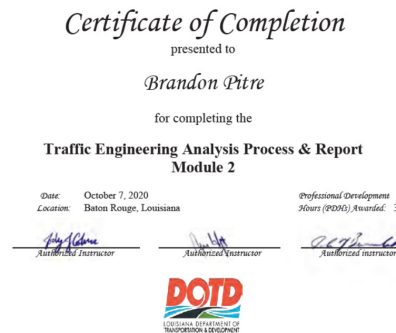 Certificate of Completion
presented to
Brandon Pitre
for completing the
Traffic Engineering Analysis Process & Report
Module 2
Date: October 7, 2020
Location: Baton Rouge, Louisiana
Professional Development
Hours (PDHs) Awarded:
Authorized Instructor
Authorized Instructor
Authorized instructor
DOTD
LOUISIANA DEPARTMENT OF
TRANSPORTATION & DEVELOPMENT